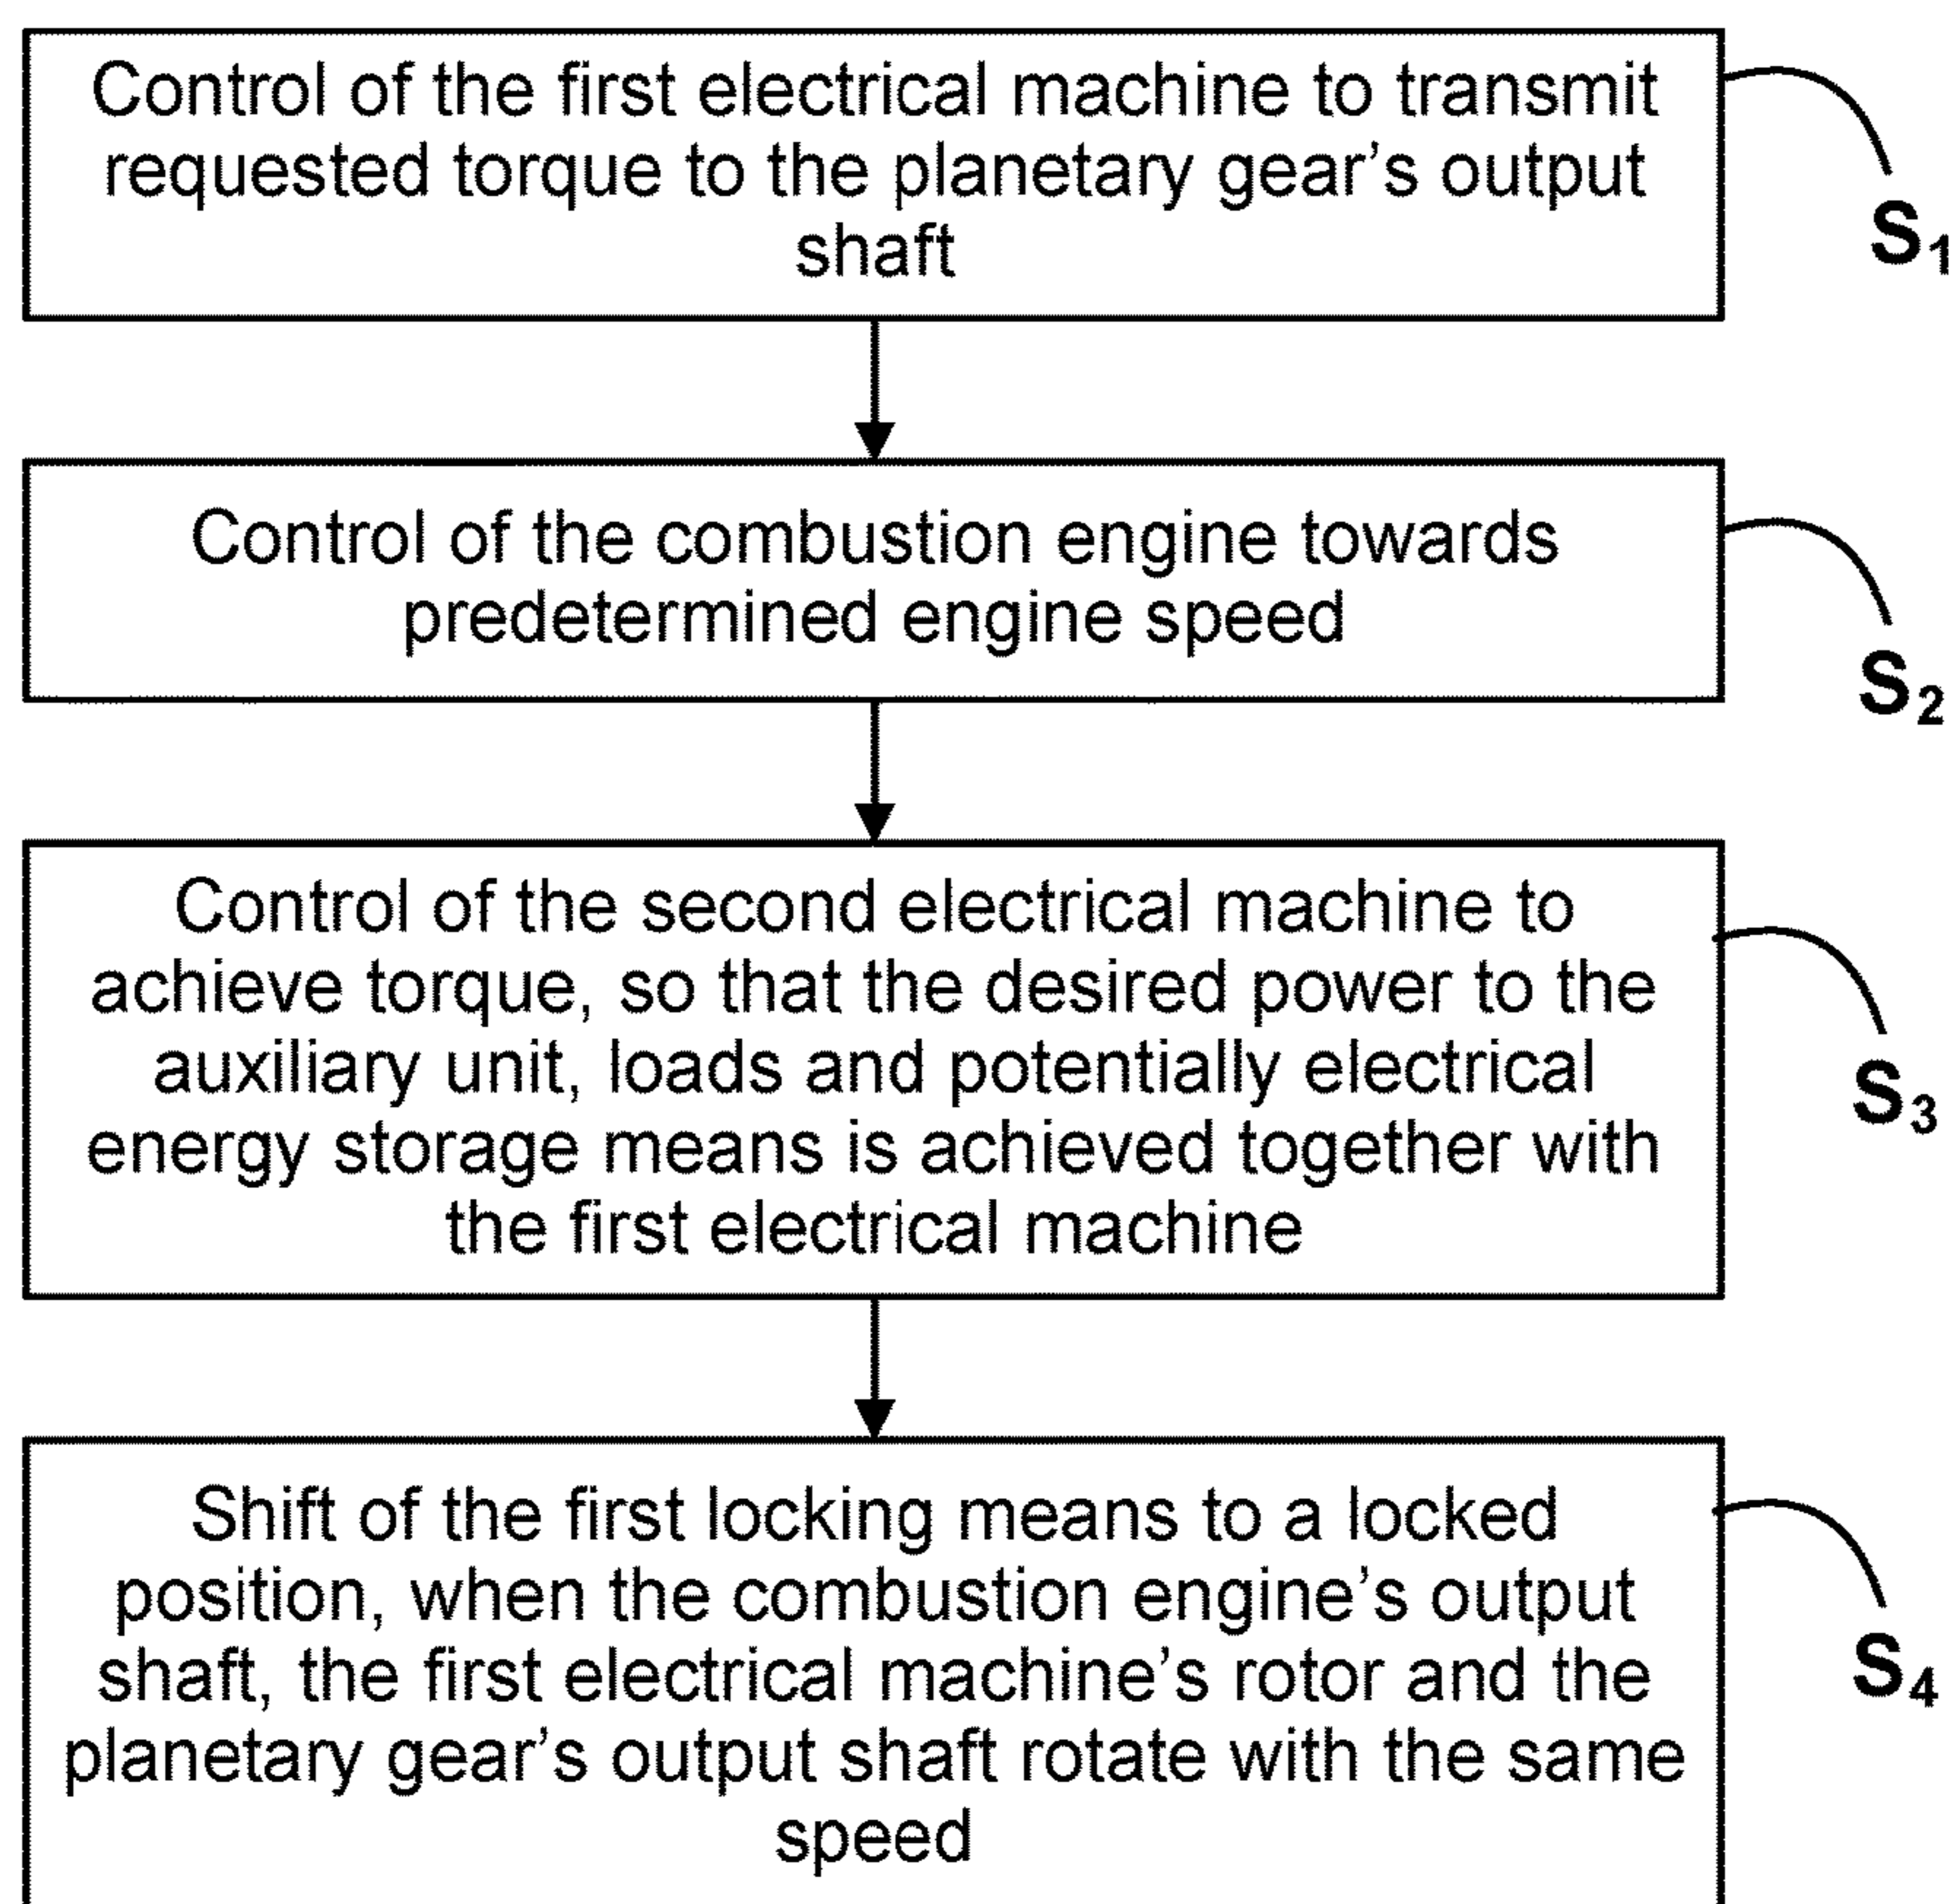 Control of the first electrical machine to transmit
requested torque to the planetary gear's output
shaft
S₁
Control of the combustion engine towards
predetermined engine speed
S₂
Control of the second electrical machine to
achieve torque, so that the desired power to the
auxiliary unit, loads and potentially electrical
energy storage means is achieved together with
the first electrical machine
S₃
Shift of the first locking means to a locked
position, when the combustion engine's output
shaft, the first electrical machine's rotor and the
planetary gear's output shaft rotate with the same
speed
S₄